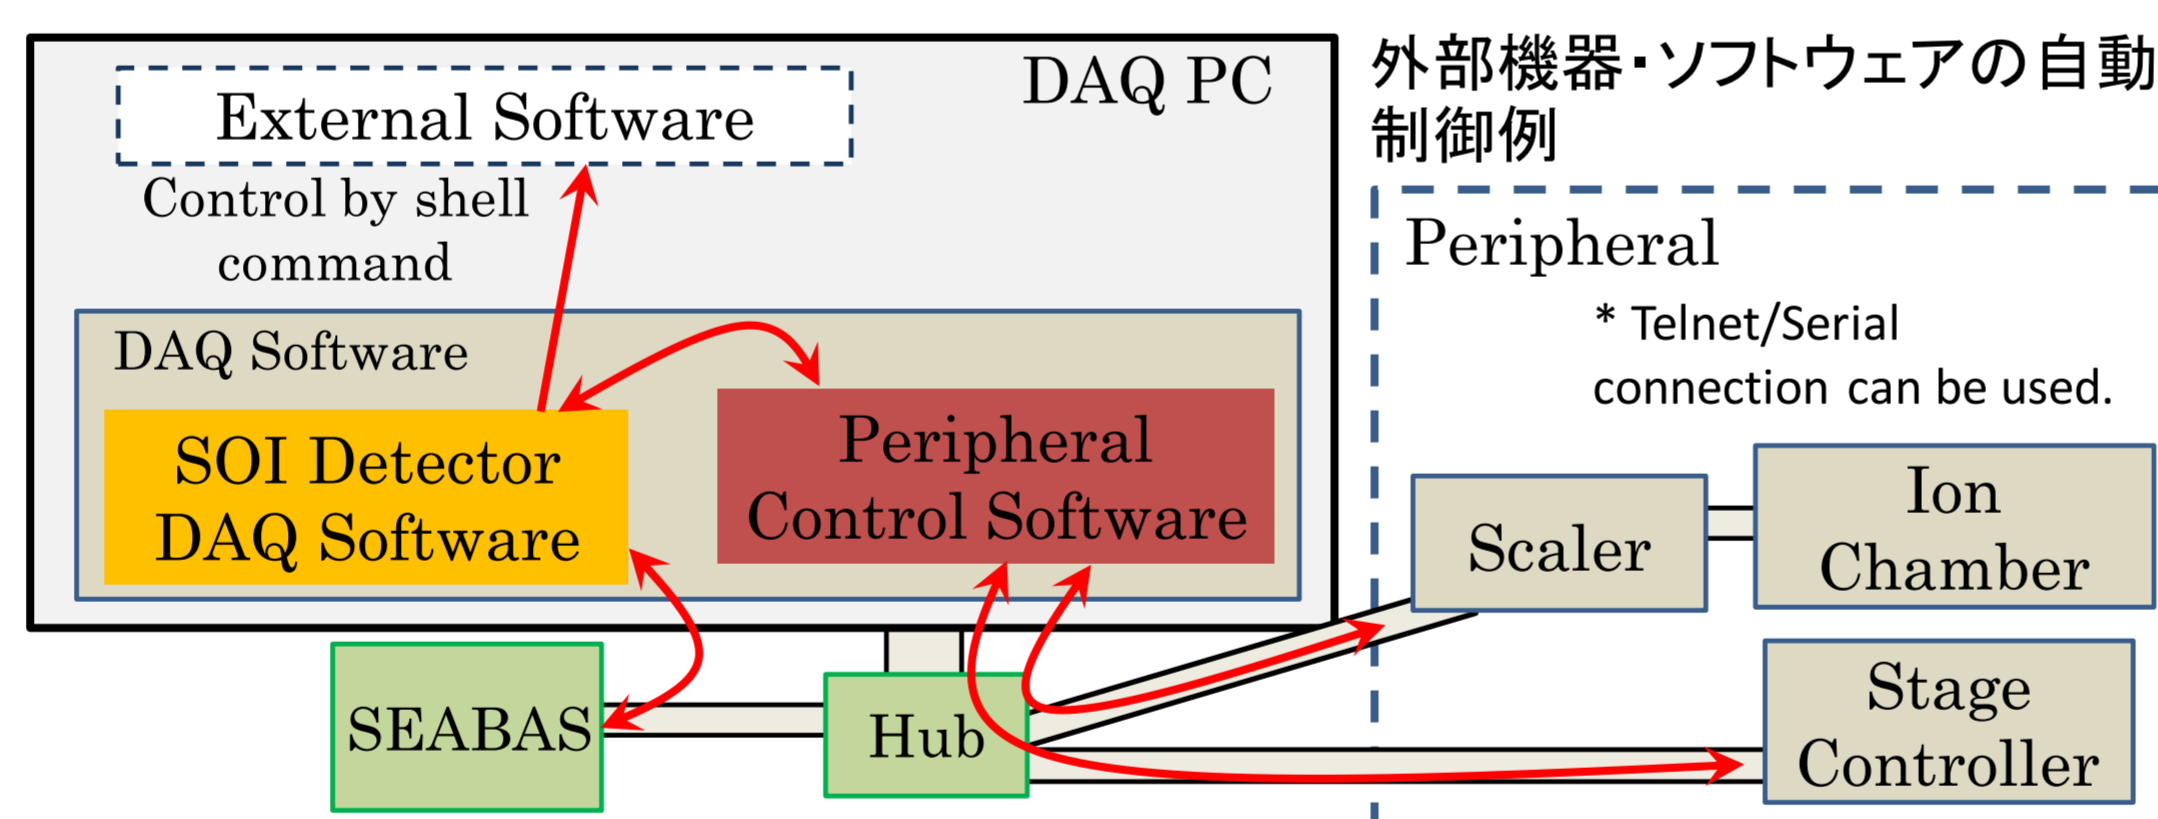 DAQ PC
External Software
Control by shell
command
DAQ Software
SOI Detector
DAQ Software
Peripheral
Control Software
SEABAS
Hub
外部機器・ソフトウェアの自動
制御例
Peripheral
* Telnet/Serial
connection can be used.
Scaler
Ion
Chamber
Stage
Controller